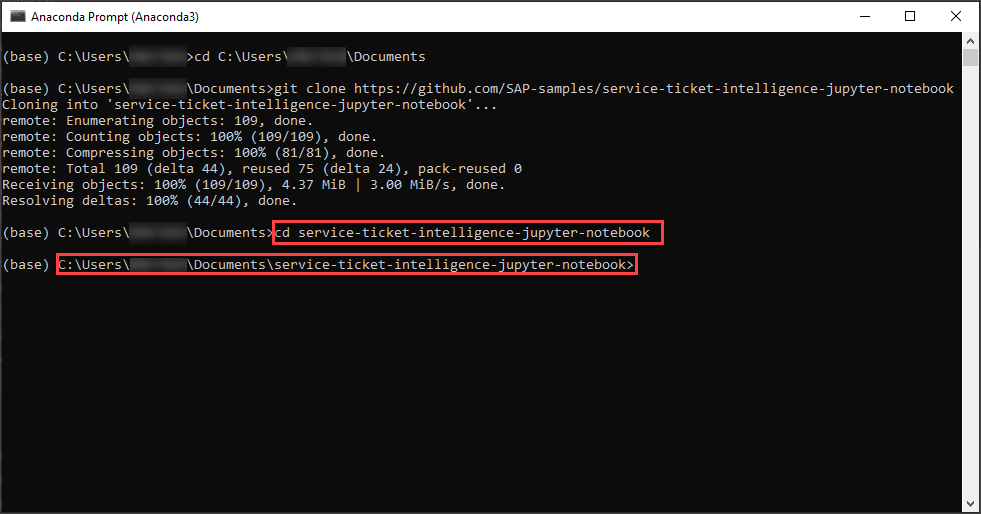 Anaconda Prompt (Anaconda3)
(base) C:\Users\ >cd C:\Users\ \Documents
(base) C:\Users\ \Documents>git clone https://github.com/SAP-samples/service-ticket-intelligence-jupyter-notebook
Cloning into 'service-ticket-intelligence-jupyter-notebook'...
remote: Enumerating objects: 109, done.
remote: Counting objects: 100% (109/109), done.
remote: Compressing objects: 100% (81/81), done.
remote: Total 109 (delta 44), reused 75 (delta 24), pack-reused 0
Receiving objects: 100% (109/109), 4.37 MiB | 3.00 MiB/s, done.
Resolving deltas: 100% (44/44), done.
(base) C:\Users\ \Documents>cd service-ticket-intelligence-jupyter-notebook
(base) C:\Users\ \Documents\service-ticket-intelligence-jupyter-notebook>